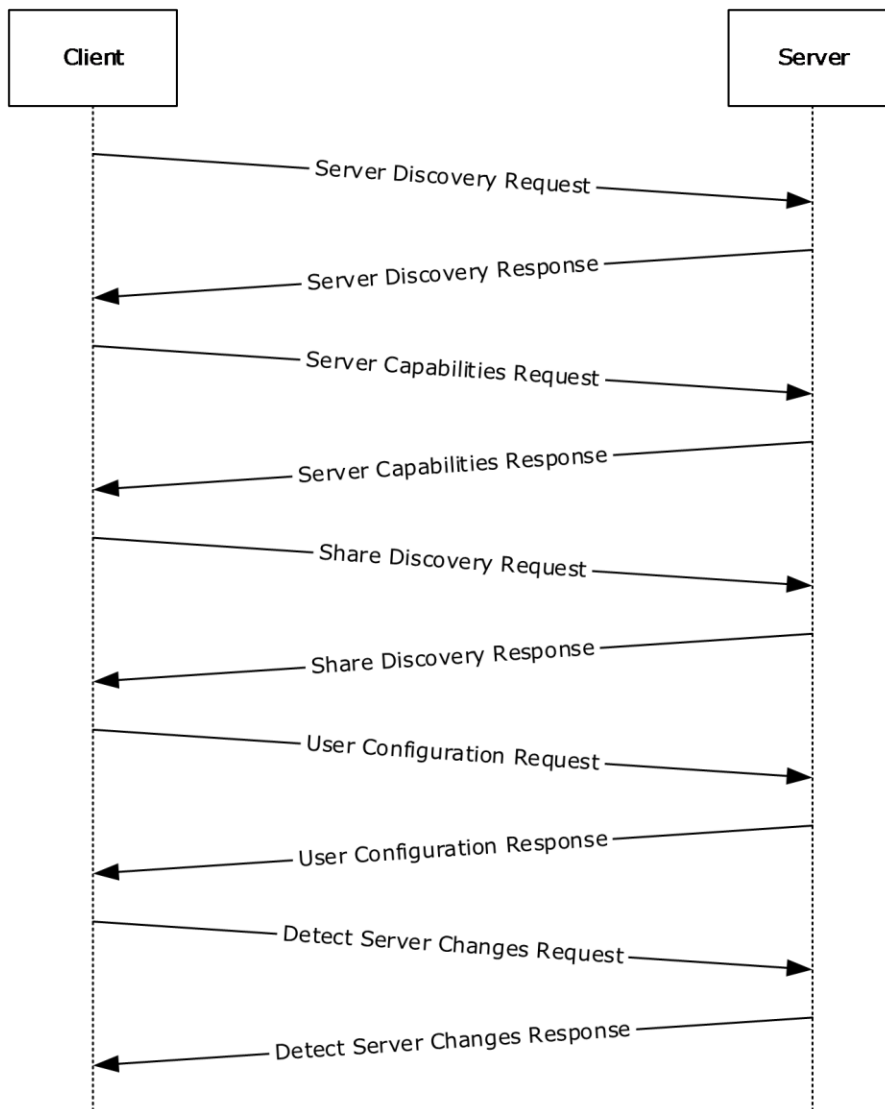 Client
Server
Server Discovery Request
Server Discovery Response
Server Capabilities Request
Server Capabilities Response
Share Discovery Request
Share Discovery Response
User Configuration Request
User Configuration Response
Detect Server Changes Request
Detect Server Changes Response